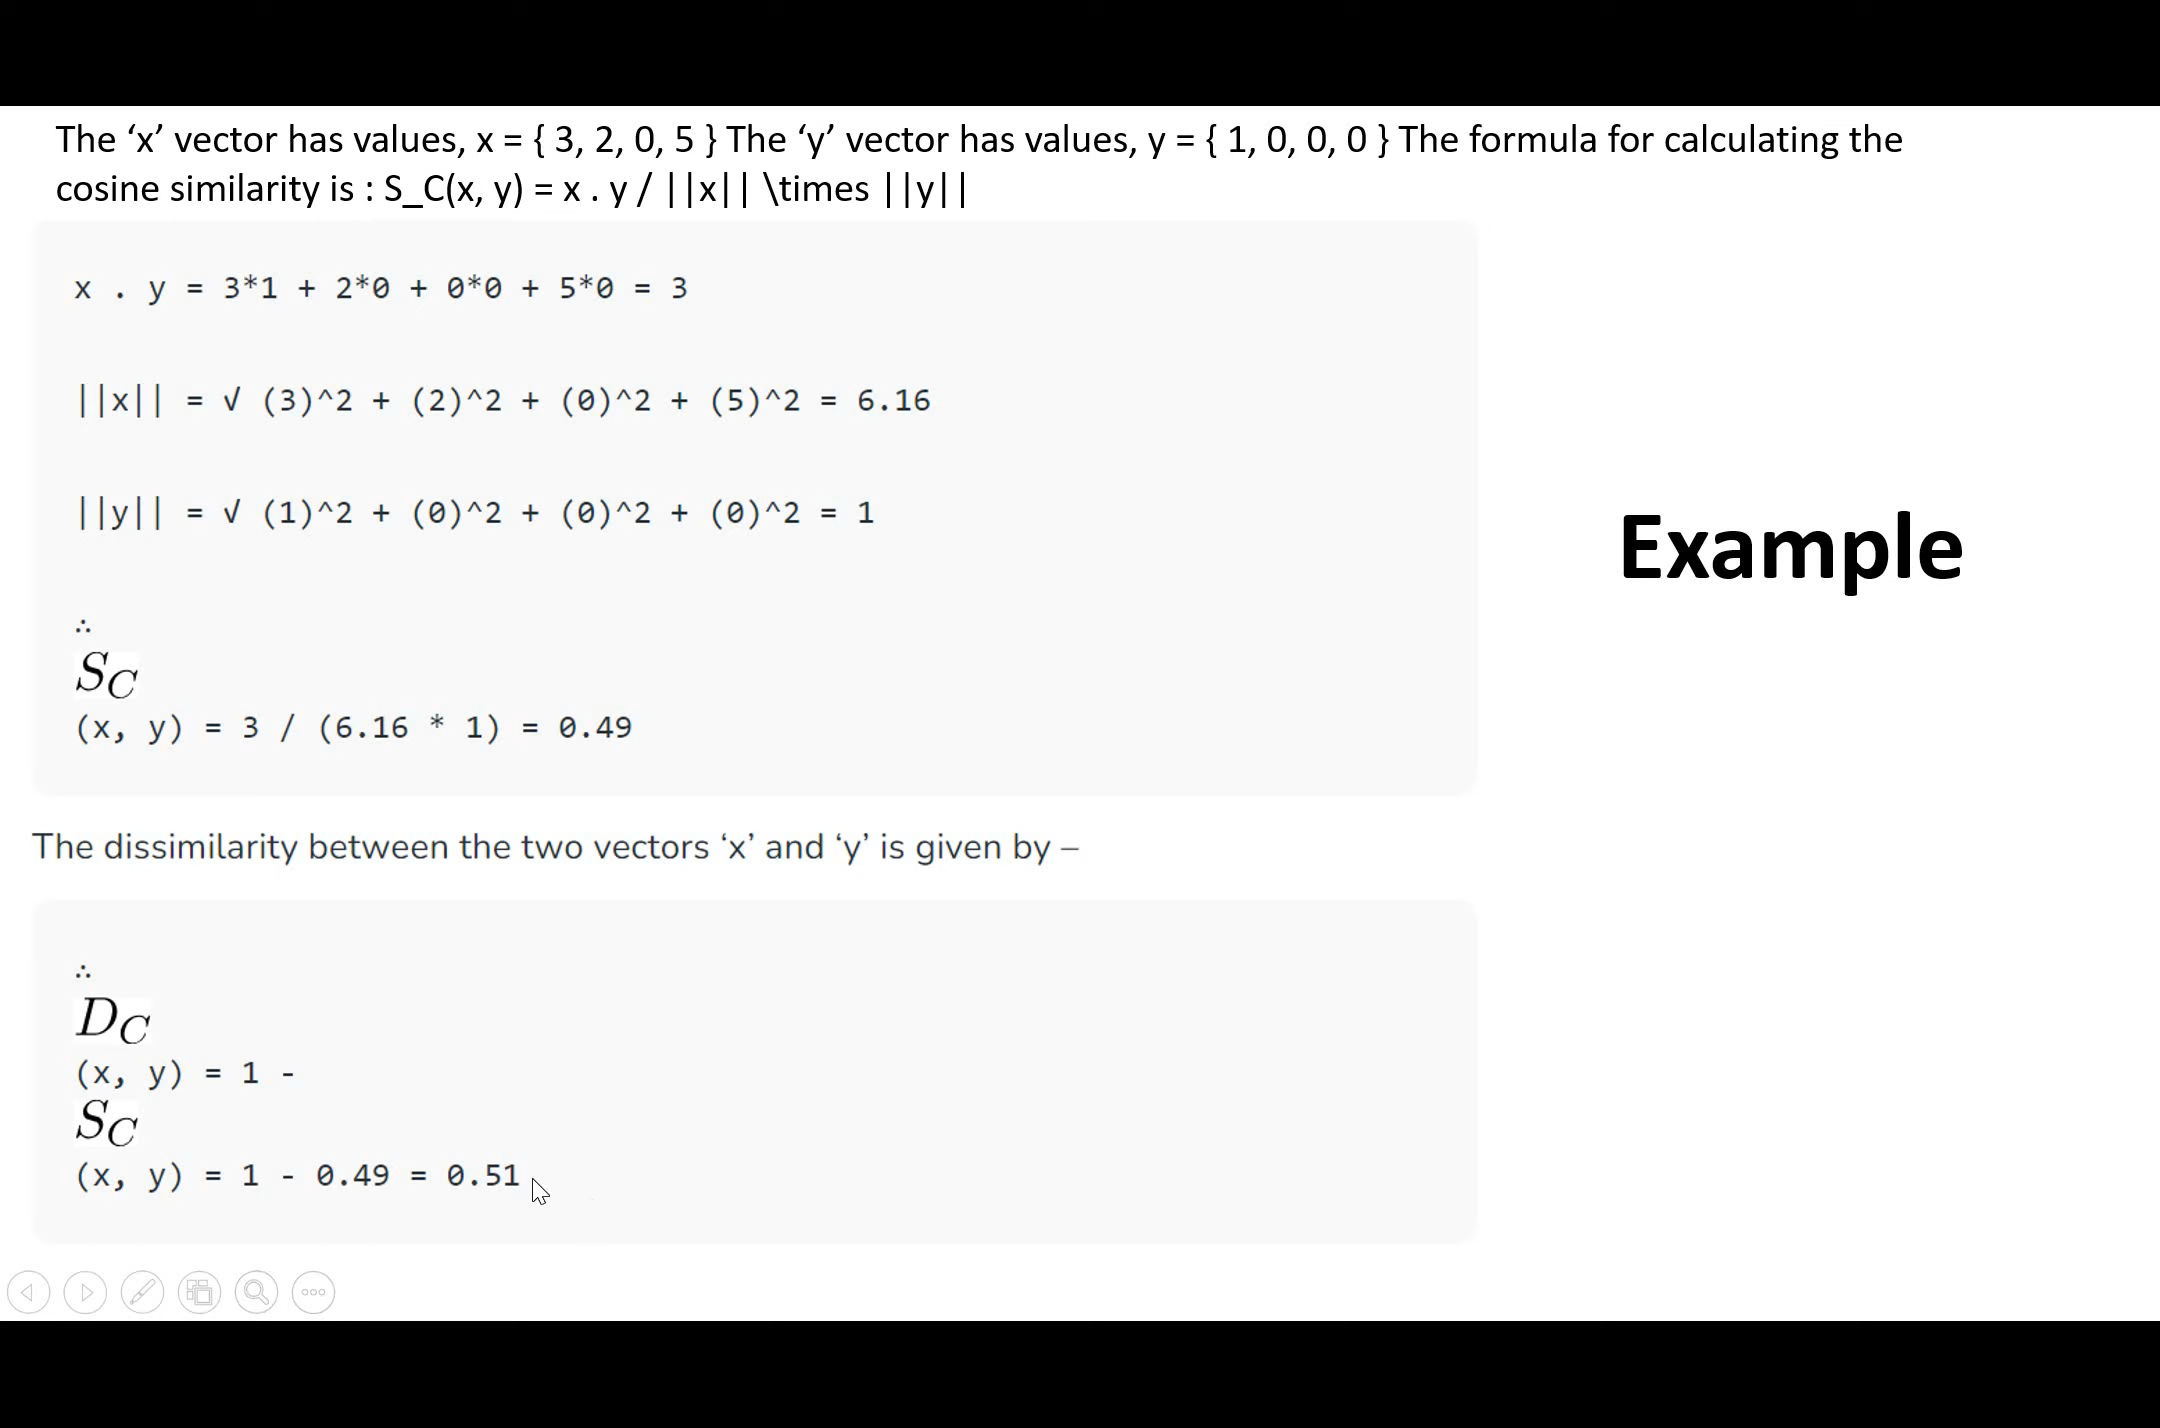 The ‘x’ vector has values, x = { 3, 2, 0, 5 } The ‘y’ vector has values, y = { 1, 0, 0, 0 } The formula for calculating the
cosine similarity is : S_C(x, y) = x . y / ||x|| \times ||y||
x . y = 3*1 + 2*0 + 0*0 + 5*0 = 3
||x|| = √ (3)^2 + (2)^2 + (0)^2 + (5)^2 = 6.16
||y|| = √ (1)^2 + (0)^2 + (0)^2 + (0)^2 = 1
∴
S_C
(x, y) = 3 / (6.16 * 1) = 0.49
Example
The dissimilarity between the two vectors ‘x’ and ‘y’ is given by –
∴
D_C
(x, y) = 1 -
S_C
(x, y) = 1 - 0.49 = 0.51